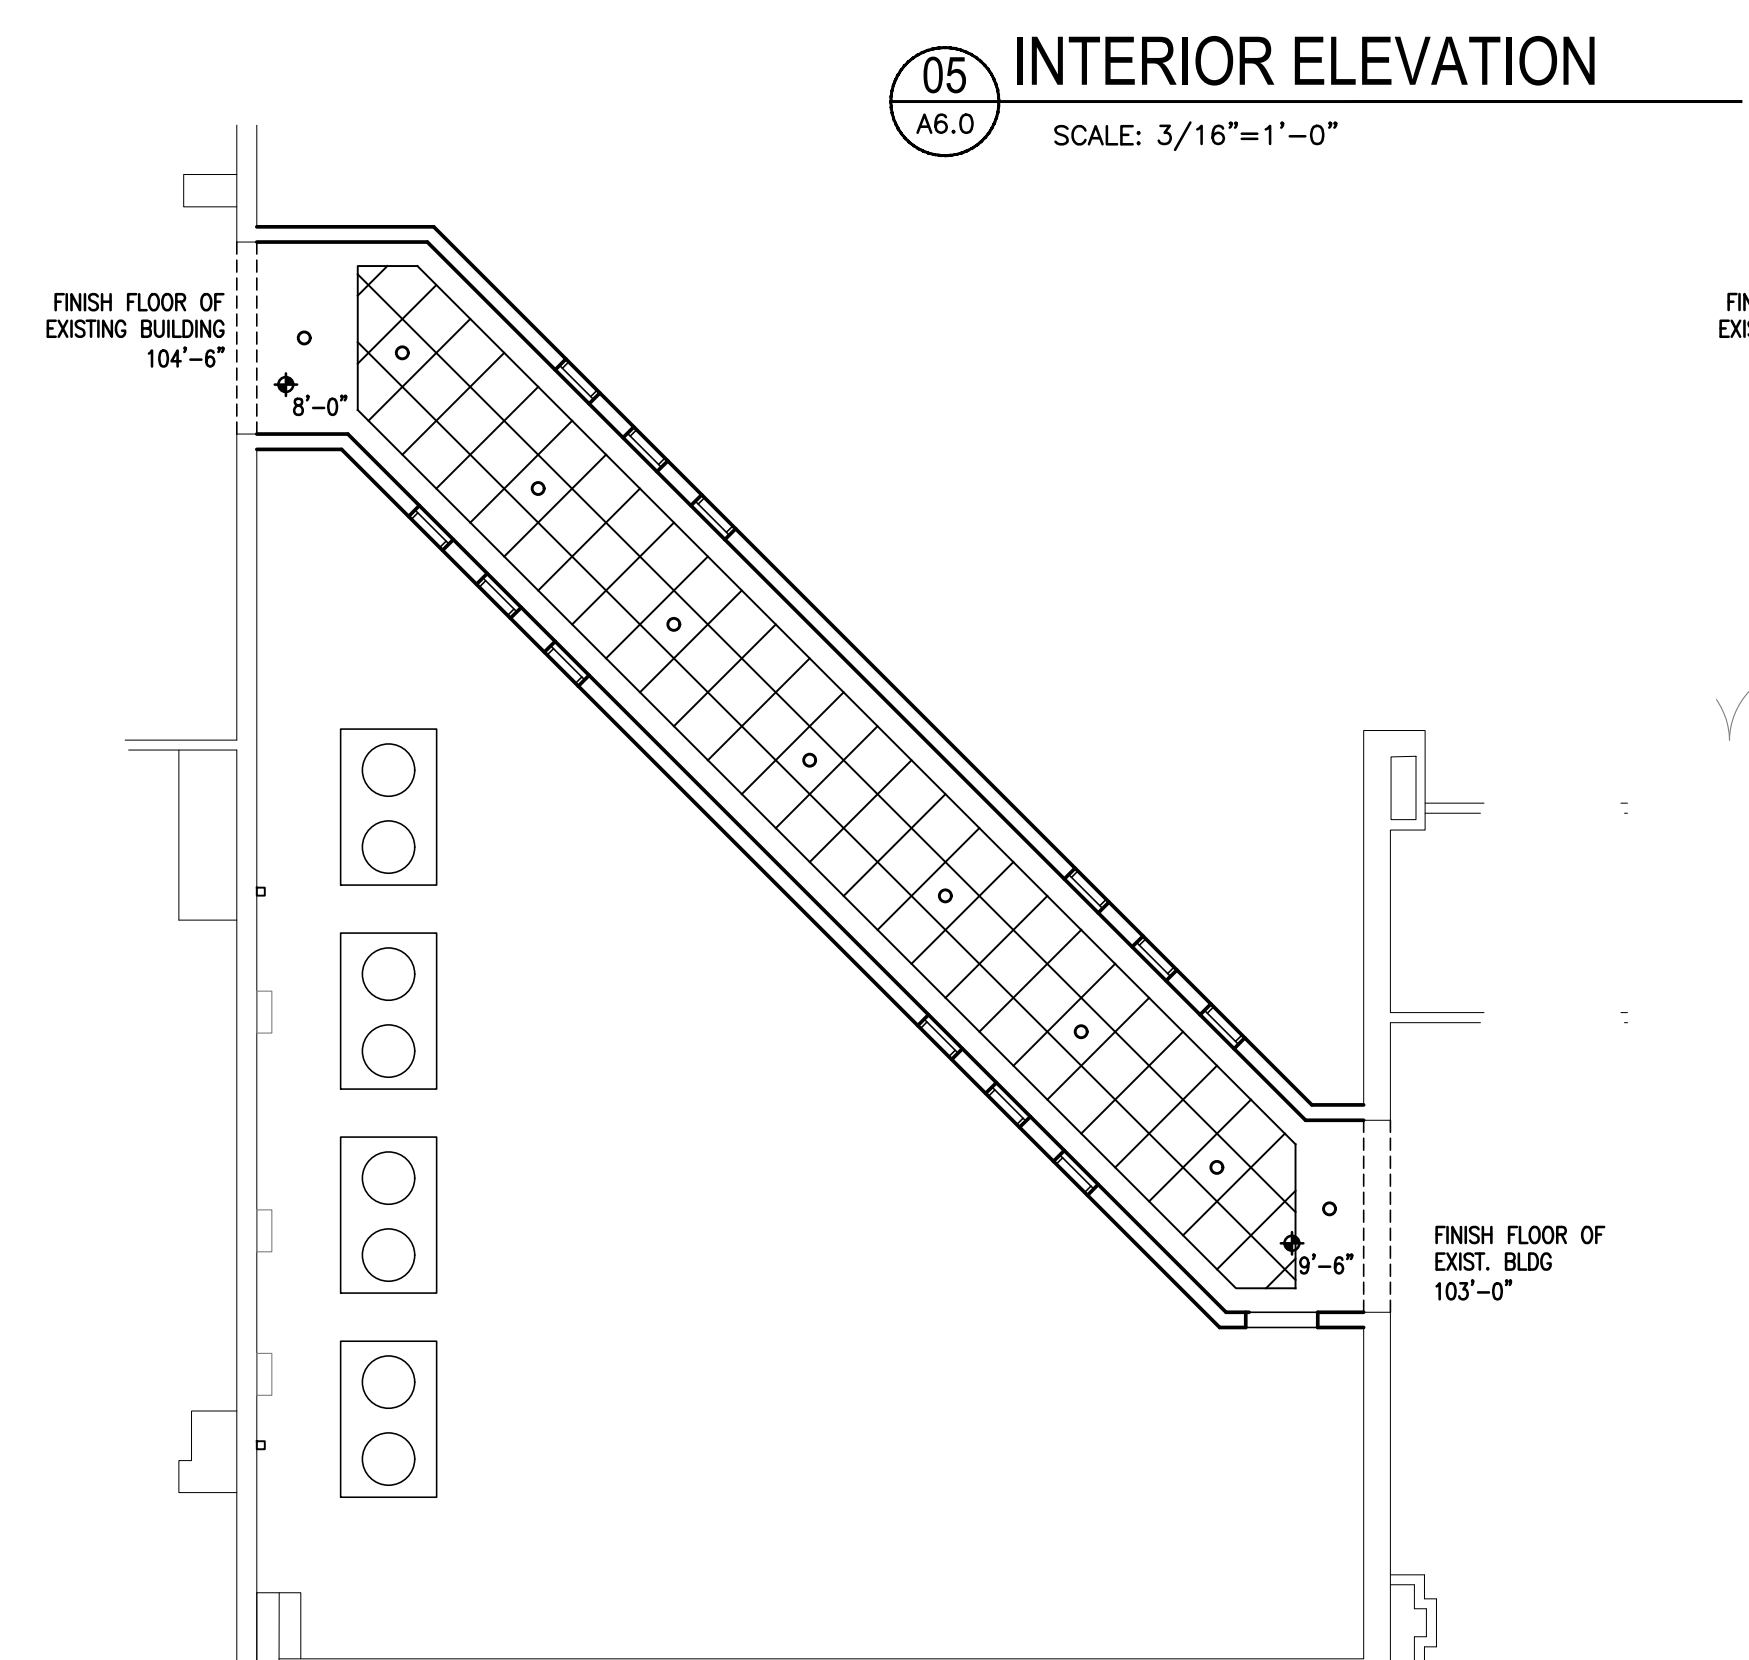 05
INTERIOR ELEVATION
A6.0
SCALE: 3/16"=1'-0"
FINISH FLOOR OF
EXISTING BUILDING
104'-6"
8'-0"
9'-6"
FINISH FLOOR OF
EXIST. BLDG
103'-0"